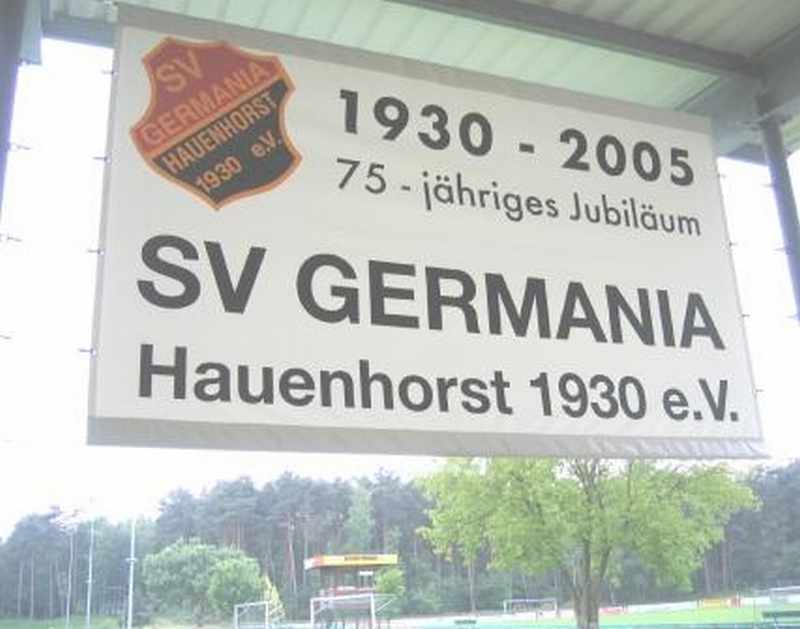 SV
GERMANIA
HAUENHORST
1930 e.V.
1930 - 2005
75 - jähriges Jubiläum
SV GERMANIA
Hauenhorst 1930 e.V.